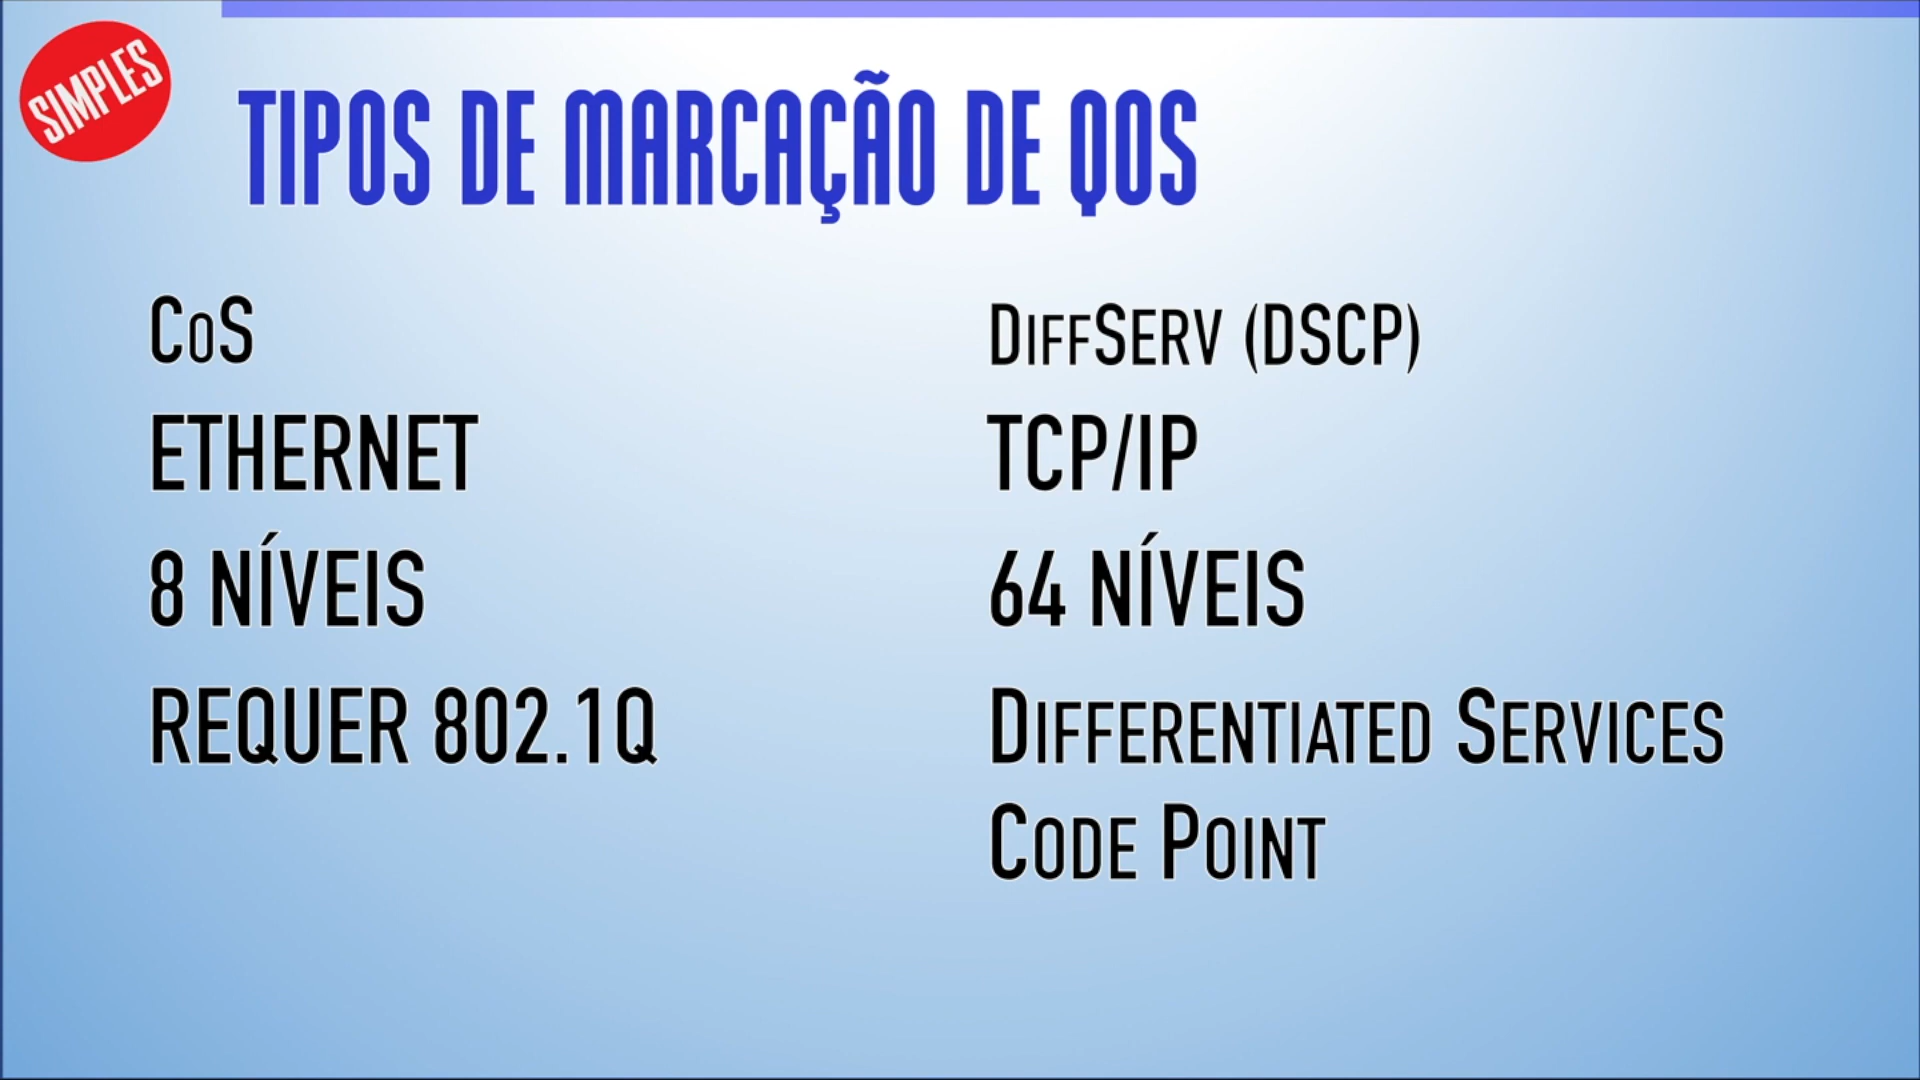 SIMPLES
TIPOS DE MARCAÇÃO DE QOS
CoS
ETHERNET
8 NÍVEIS
REQUER 802.1Q
DiffServ (DSCP)
TCP/IP
64 NÍVEIS
Differentiated Services
Code Point